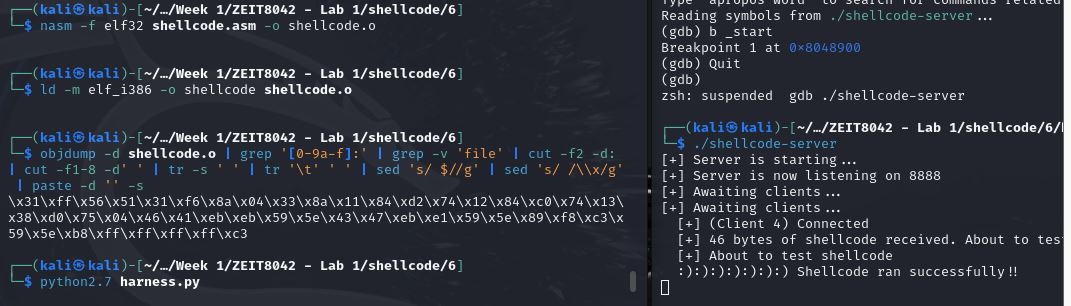 ┌──(kali㉿kali)-[~/…/Week 1/ZEIT8042 - Lab 1/shellcode/6]
└─$ nasm -f elf32 shellcode.asm -o shellcode.o
┌──(kali㉿kali)-[~/…/Week 1/ZEIT8042 - Lab 1/shellcode/6]
└─$ ld -m elf_i386 -o shellcode shellcode.o
┌──(kali㉿kali)-[~/…/Week 1/ZEIT8042 - Lab 1/shellcode/6]
└─$ objdump -d shellcode.o | grep '[0-9a-f]:' | grep -v 'file' | cut -f2 -d:
| cut -f1-8 -d' ' | tr -s ' ' | tr '\t' ' ' | sed 's/ $//g' | sed 's/ /\\x/g'
| paste -d '' -s
\x31\xff\x56\x51\x31\xf6\x8a\x04\x33\x8a\x11\x84\xd2\x74\x12\x84\xc0\x74\x13\
x38\xd0\x75\x04\x46\x41\xeb\xeb\x59\x5e\x43\x47\xeb\xe1\x59\x5e\x89\xf8\xc3\x
59\x5e\xb8\xff\xff\xff\xff\xc3
┌──(kali㉿kali)-[~/…/Week 1/ZEIT8042 - Lab 1/shellcode/6]
└─$ python2.7 harness.py
Type "apropos word" to search for commands related
Reading symbols from ./shellcode-server...
(gdb) b _start
Breakpoint 1 at 0x8048900
(gdb) Quit
(gdb)
zsh: suspended  gdb ./shellcode-server
┌──(kali㉿kali)-[~/…/Week 1/ZEIT8042 - Lab 1/shellcode/6/
└─$ ./shellcode-server
[+] Server is starting...
[+] Server is now listening on 8888
[+] Awaiting clients...
[+] Awaiting clients...
[+] (Client 4) Connected
[+] 46 bytes of shellcode received. About to test
[+] About to test shellcode
:):):):):):):) Shellcode ran successfully!!